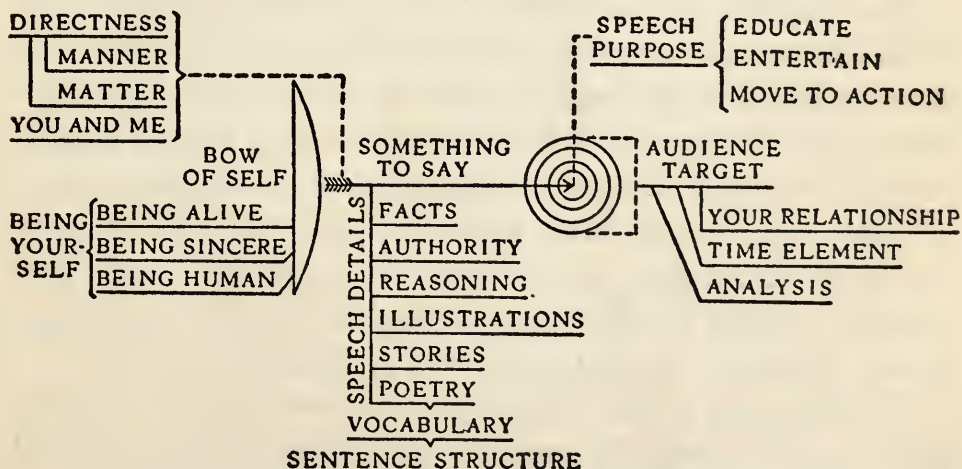 DIRECTNESS
MANNER
MATTER
YOU AND ME
BOW
OF SELF
BEING
YOUR-
SELF
BEING ALIVE
BEING SINCERE
BEING HUMAN
SOMETHING
TO SAY
SPEECH DETAILS
FACTS
AUTHORITY
REASONING
ILLUSTRATIONS
STORIES
POETRY
VOCABULARY
SENTENCE STRUCTURE
SPEECH
PURPOSE
EDUCATE
ENTERTAIN
MOVE TO ACTION
AUDIENCE
TARGET
YOUR RELATIONSHIP
TIME ELEMENT
ANALYSIS